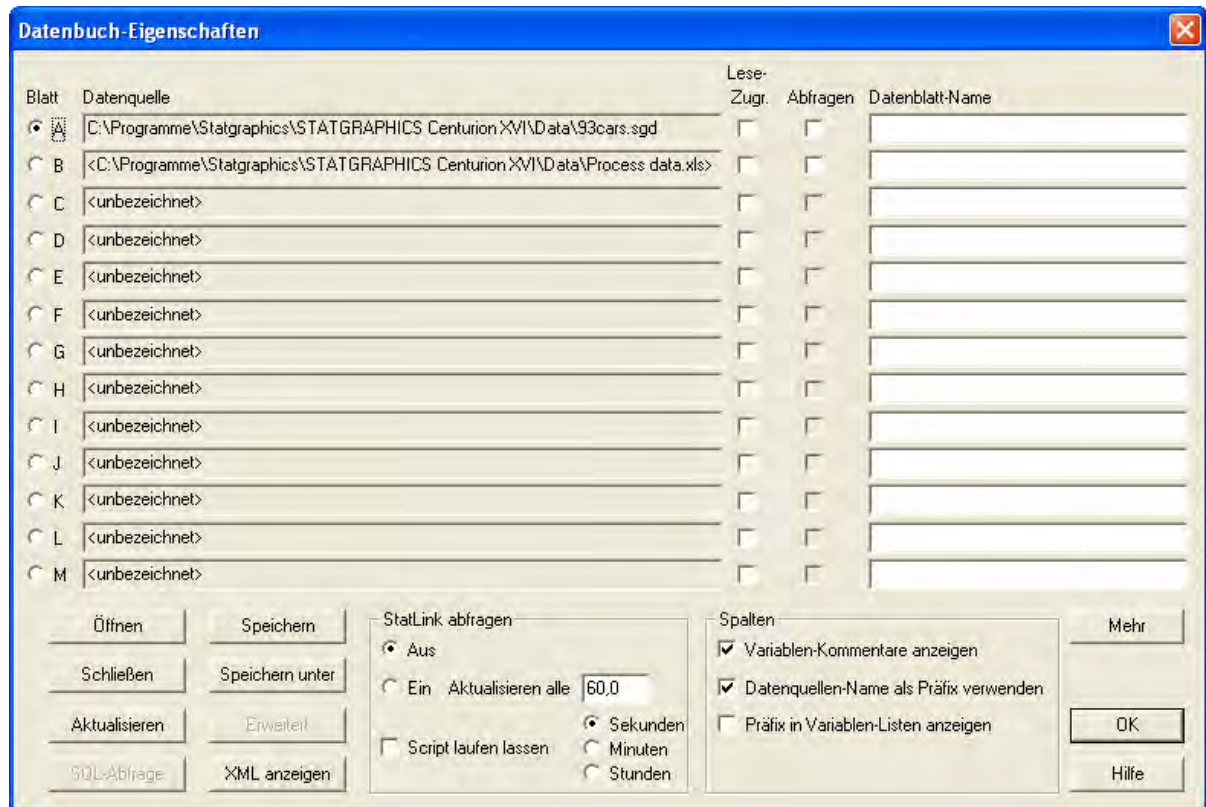 Datenbuch-Eigenschaften
Lese-
Blatt Datenquelle Zugr. Abfragen Datenblatt-Name
A C:\Programme\Statgraphics\STATGRAPHICS Centurion XVI\Data\93cars.sgd
B <C:\Programme\Statgraphics\STATGRAPHICS Centurion XVI\Data\Process data.xls>
C <unbezeichnet>
D <unbezeichnet>
E <unbezeichnet>
F <unbezeichnet>
G <unbezeichnet>
H <unbezeichnet>
I <unbezeichnet>
J <unbezeichnet>
K <unbezeichnet>
L <unbezeichnet>
M <unbezeichnet>
Öffnen Speichern
Schließen Speichern unter
Aktualisieren Erweitert
SQL-Abfrage XML anzeigen
StatLink abfragen
Aus
Ein Aktualisieren alle 60,0
Sekunden
Script laufen lassen Minuten
Stunden
Spalten
Variablen-Kommentare anzeigen
Datenquellen-Name als Präfix verwenden
Präfix in Variablen-Listen anzeigen
Mehr
OK
Hilfe